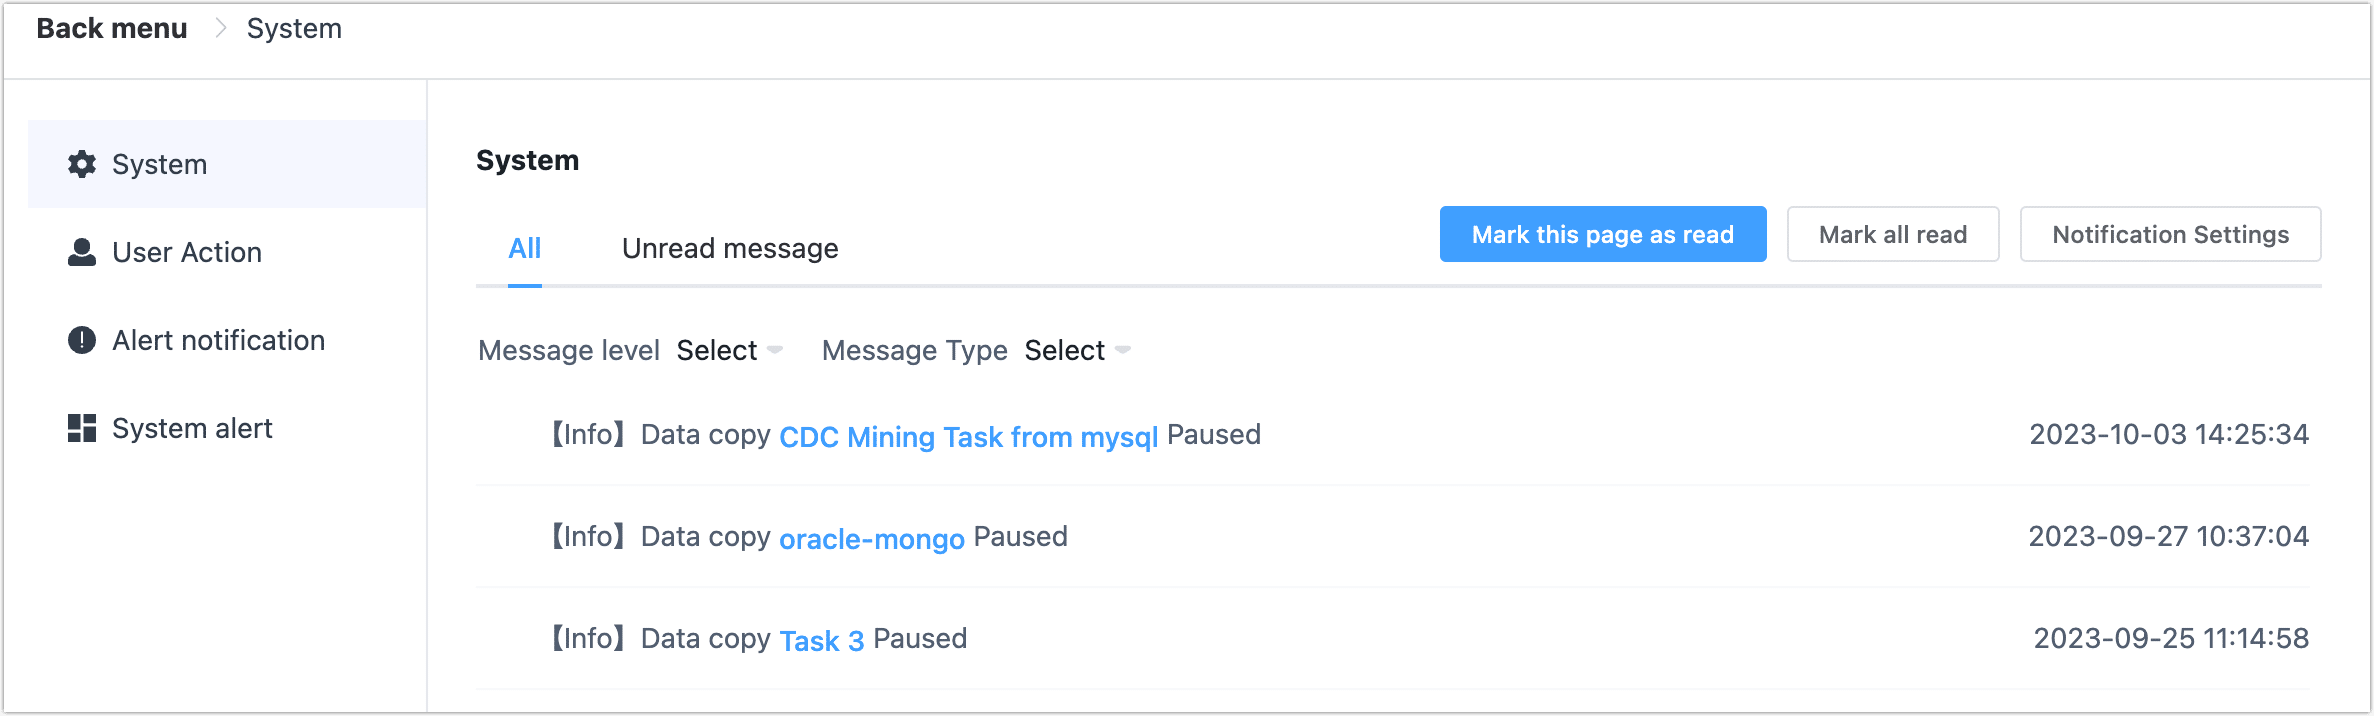 Back menu > System
System
User Action
Alert notification
System alert
System
All Unread message Mark this page as read Mark all read Notification Settings
Message level Select Message Type Select
【Info】Data copy CDC Mining Task from mysql Paused 2023-10-03 14:25:34
【Info】Data copy oracle-mongo Paused 2023-09-27 10:37:04
【Info】Data copy Task 3 Paused 2023-09-25 11:14:58